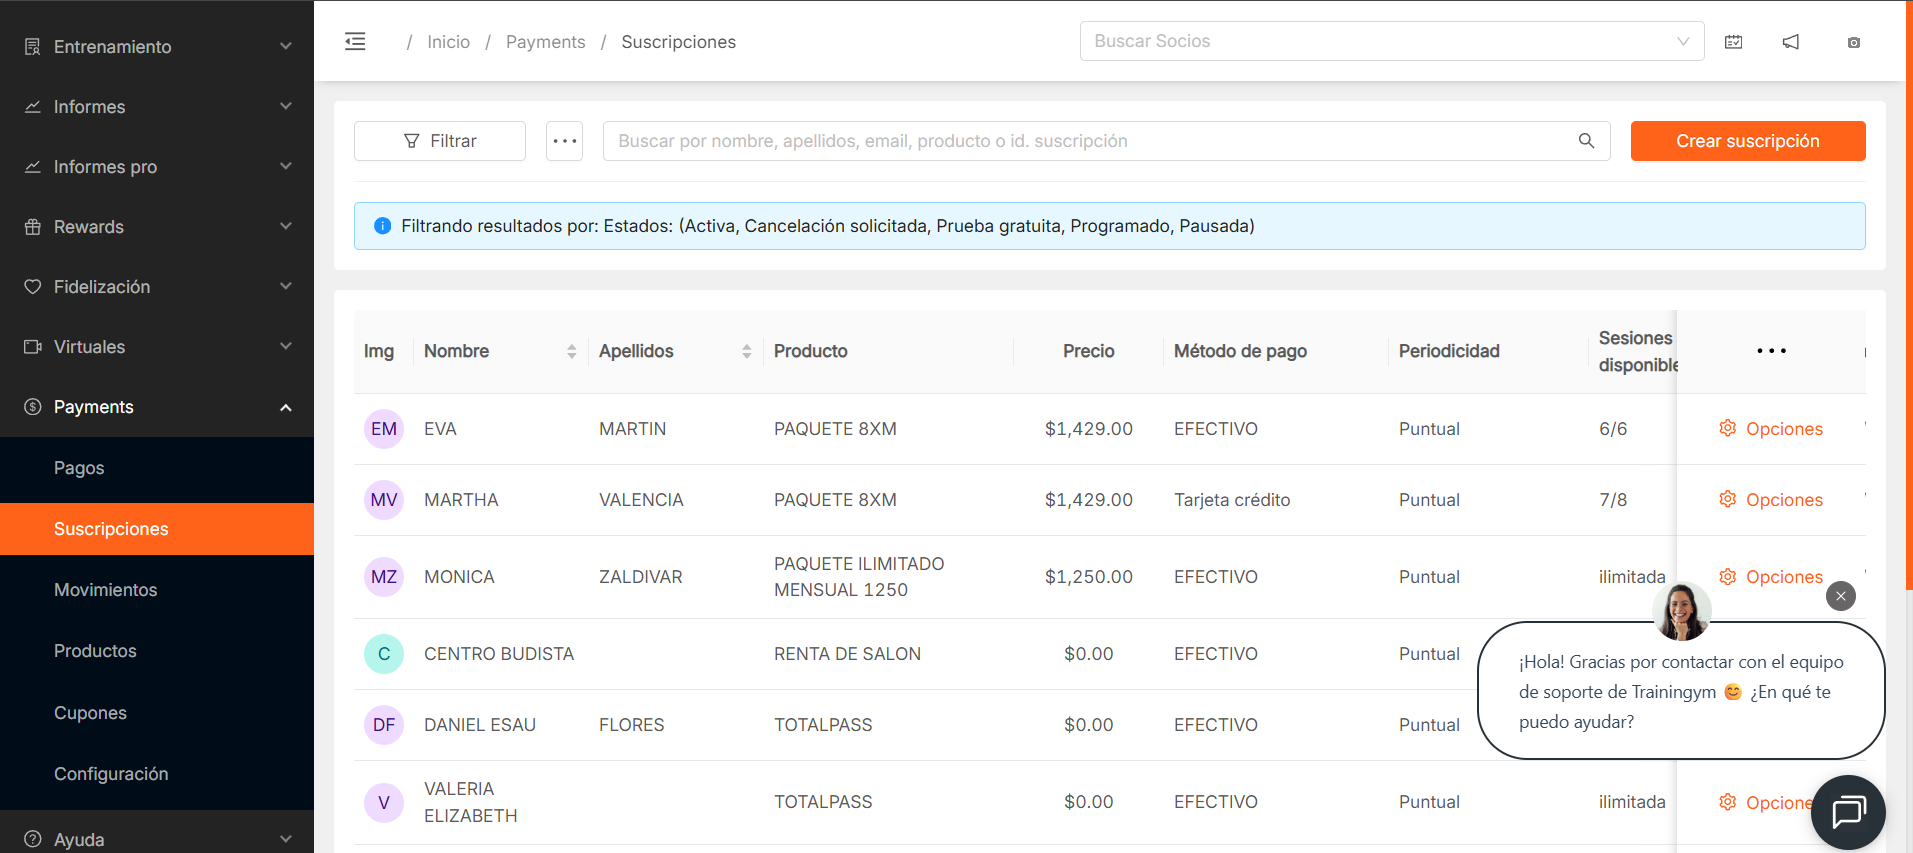 Entrenamiento
Informes
Informes pro
Rewards
Fidelización
Virtuales
Payments
Pagos
Suscripciones
Movimientos
Productos
Cupones
Configuración
Ayuda
/ Inicio / Payments / Suscripciones
Buscar Socios
Filtrar
Buscar por nombre, apellidos, email, producto o id. suscripción
Crear suscripción
Filtrando resultados por: Estados: (Activa, Cancelación solicitada, Prueba gratuita, Programado, Pausada)
Img Nombre Apellidos Producto Precio Método de pago Periodicidad Sesiones
disponible
EM EVA MARTIN PAQUETE 8XM $1,429.00 EFECTIVO Puntual 6/6 Opciones
MV MARTHA VALENCIA PAQUETE 8XM $1,429.00 Tarjeta crédito Puntual 7/8 Opciones
MZ MONICA ZALDIVAR PAQUETE ILIMITADO
MENSUAL 1250 $1,250.00 EFECTIVO Puntual ilimitada Opciones
C CENTRO BUDISTA RENTA DE SALON $0.00 EFECTIVO Puntual
DF DANIEL ESAU FLORES TOTALPASS $0.00 EFECTIVO Puntual
V VALERIA
ELIZABETH TOTALPASS $0.00 EFECTIVO Puntual ilimitada Opcione
¡Hola! Gracias por contactar con el equipo
de soporte de Trainingym 😊 ¿En qué te
puedo ayudar?